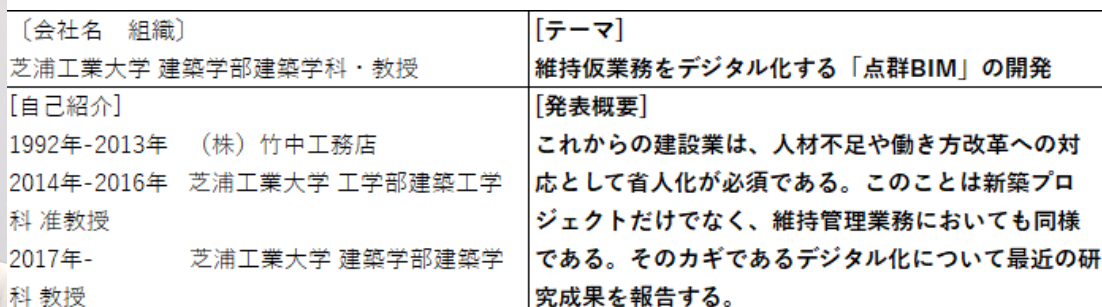 〔会社名　組織〕
芝浦工業大学 建築学部建築学科・教授
[自己紹介]
1992年-2013年　（株）竹中工務店
2014年-2016年　芝浦工業大学 工学部建築工学
科 准教授
2017年-　　　　芝浦工業大学 建築学部建築学
科 教授
[テーマ]
維持仮業務をデジタル化する「点群BIM」の開発
[発表概要]
これからの建設業は、人材不足や働き方改革への対
応として省人化が必須である。このことは新築プロ
ジェクトだけでなく、維持管理業務においても同様
である。そのカギであるデジタル化について最近の研
究成果を報告する。